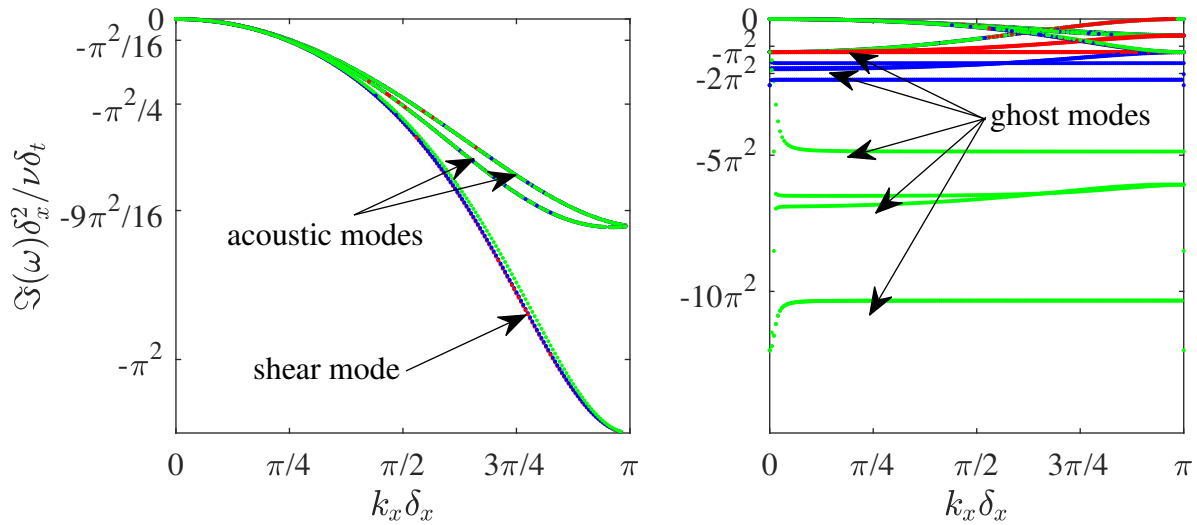 0
-π²/16
-π²/4
-9π²/16
-π²
ℑ(ω)δₓ²/νδₜ
acoustic modes
shear mode
0 π/4 π/2 3π/4 π
kₓδₓ
0
-π²
-2π²
-5π²
-10π²
ghost modes
0 π/4 π/2 3π/4 π
kₓδₓ